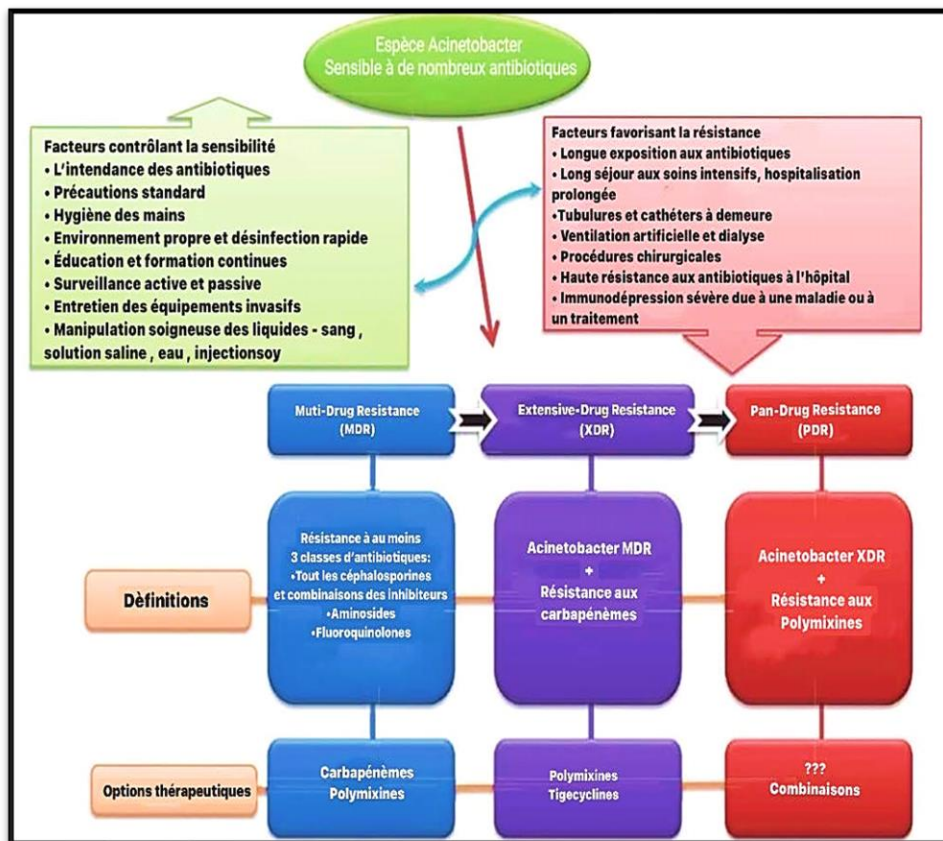 Espèce Acinetobacter
Sensible à de nombreux antibiotiques
Facteurs contrôlant la sensibilité
• L'intendance des antibiotiques
• Précautions standard
• Hygiène des mains
• Environnement propre et désinfection rapide
• Éducation et formation continues
• Surveillance active et passive
• Entretien des équipements invasifs
• Manipulation soigneuse des liquides - sang ,
solution saline , eau , injectionsoy
Facteurs favorisant la résistance
• Longue exposition aux antibiotiques
• Long séjour aux soins intensifs, hospitalisation
prolongée
•Tubulures et cathéters à demeure
• Ventilation artificielle et dialyse
• Procédures chirurgicales
• Haute résistance aux antibiotiques à l'hôpital
• Immunodépression sévère due à une maladie ou à
un traitement
Muti-Drug Resistance
(MDR)
Extensive-Drug Resistance
(XDR)
Pan-Drug Resistance
(PDR)
Dèfinitions
Résistance à au moins
3 classes d'antibiotiques:
•Tout les céphalosporines
et combinaisons des inhibiteurs
•Aminosides
•Fluoroquinolones
Acinetobacter MDR
+
Résistance aux
carbapénèmes
Acinetobacter XDR
+
Résistance aux
Polymixines
Options thérapeutiques
Carbapénèmes
Polymixines
Polymixines
Tigecyclines
???
Combinaisons